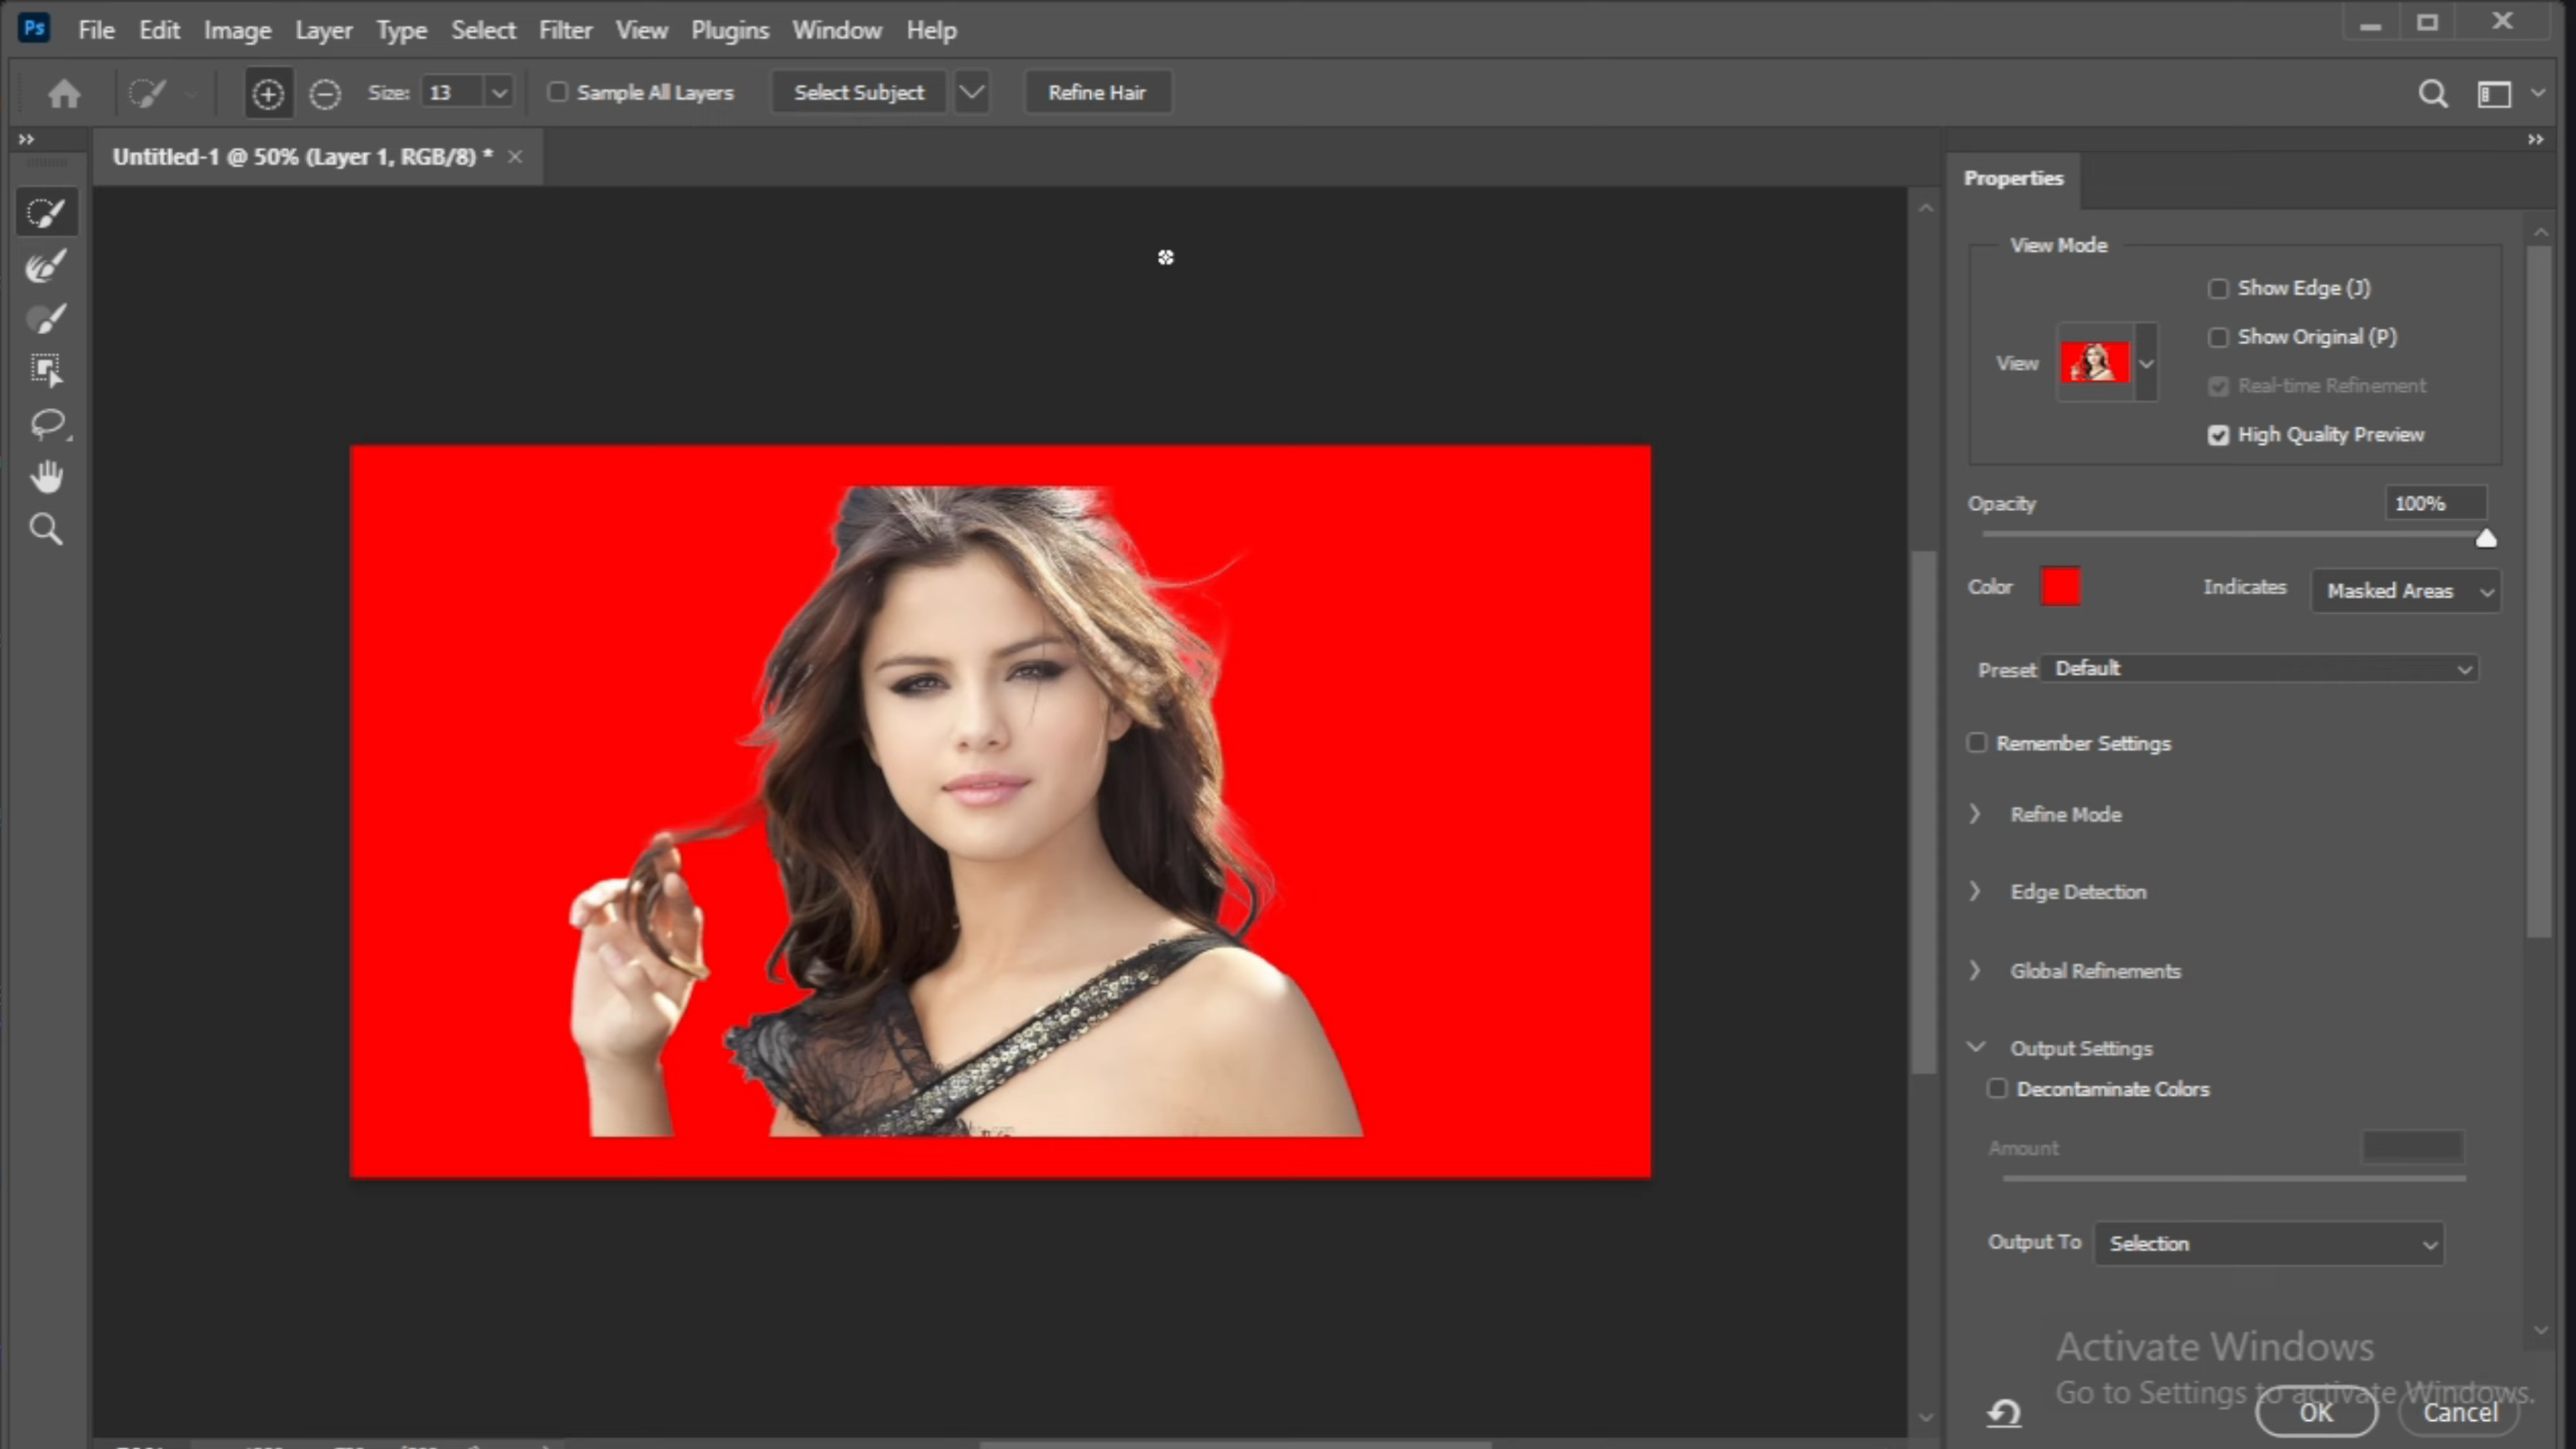 Ps File Edit Image Layer Type Select Filter View Plugins Window Help
Size: 13 Sample All Layers Select Subject Refine Hair
Untitled-1 @ 50% (Layer 1, RGB/8) *
Properties
View Mode
Show Edge (J)
Show Original (P)
View
Real-time Refinement
High Quality Preview
Opacity 100%
Color Indicates Masked Areas
Preset Default
Remember Settings
Refine Mode
Edge Detection
Global Refinements
Output Settings
Decontaminate Colors
Amount
Output To Selection
Activate Windows
Go to Settings to activate Windows.
OK Cancel